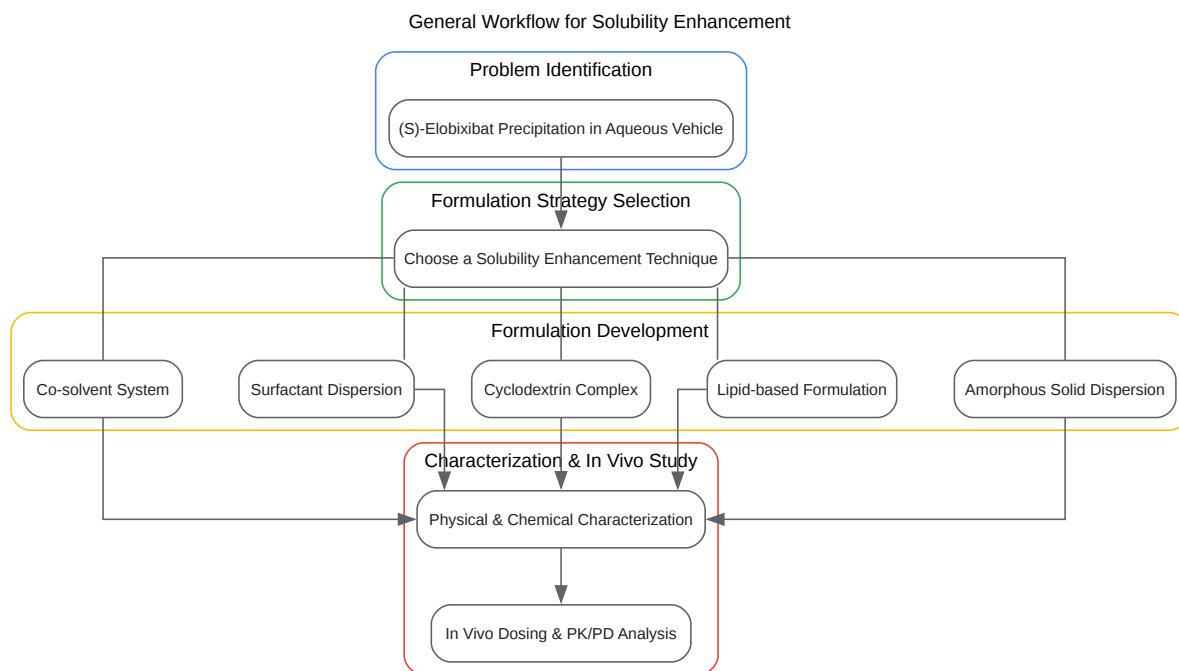 General Workflow for Solubility Enhancement
Problem Identification
(S)-Elobixibat Precipitation in Aqueous Vehicle
Formulation Strategy Selection
Choose a Solubility Enhancement Technique
Formulation Development
Co-solvent System
Surfactant Dispersion
Cyclodextrin Complex
Lipid-based Formulation
Amorphous Solid Dispersion
Characterization & In Vivo Study
Physical & Chemical Characterization
In Vivo Dosing & PK/PD Analysis